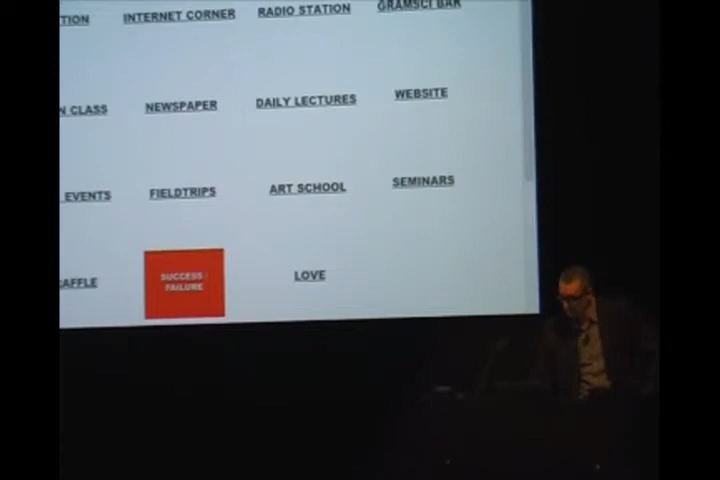 TION INTERNET CORNER RADIO STATION GRAMSCI BAR
N CLASS NEWSPAPER DAILY LECTURES WEBSITE
EVENTS FIELDTRIPS ART SCHOOL SEMINARS
AFFLE SUCCESS / LOVE
FAILURE